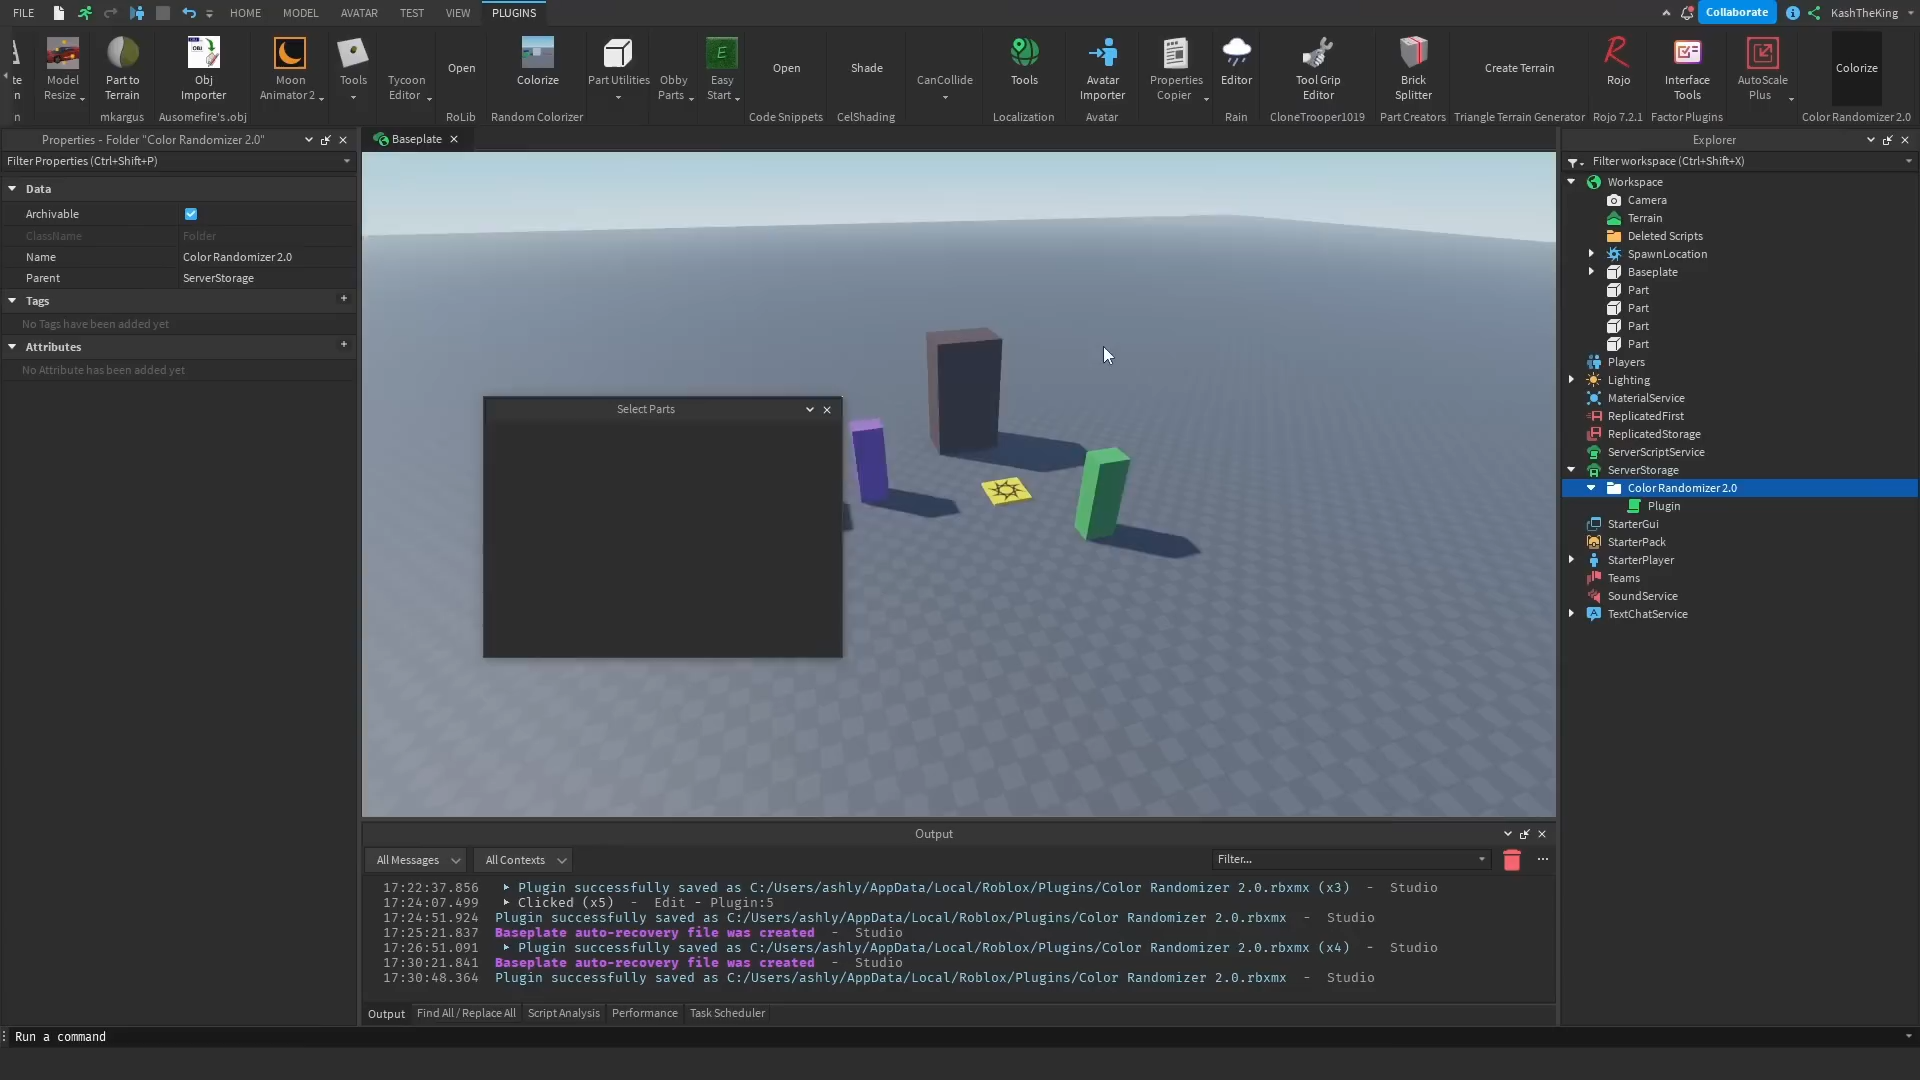 FILE HOME MODEL AVATAR TEST VIEW PLUGINS Collaborate KashTheKing
te
n
Model
Resize
Part to
Terrain
Obj
Importer
Moon
Animator 2
Tools
Tycoon
Editor
Open
Colorize
Part Utilities
Obby
Parts
Easy
Start
Open
Shade
CanCollide
Tools
Avatar
Importer
Properties
Copier
Editor
Tool Grip
Editor
Brick
Splitter
Create Terrain
Rojo
Interface
Tools
AutoScale
Plus
Colorize
n mkargus Ausomefire's .obj RoLib Random Colorizer Code Snippets CelShading Localization Avatar Rain CloneTrooper1019 Part Creators Triangle Terrain Generator Rojo 7.2.1 Factor Plugins Color Randomizer 2.0
Properties - Folder "Color Randomizer 2.0"
Filter Properties (Ctrl+Shift+P)
Data
Archivable
ClassName Folder
Name Color Randomizer 2.0
Parent ServerStorage
Tags +
No Tags have been added yet
Attributes +
No Attribute has been added yet
Baseplate
Select Parts
Explorer
Filter workspace (Ctrl+Shift+X)
Workspace
Camera
Terrain
Deleted Scripts
SpawnLocation
Baseplate
Part
Part
Part
Part
Players
Lighting
MaterialService
ReplicatedFirst
ReplicatedStorage
ServerScriptService
ServerStorage
Color Randomizer 2.0
Plugin
StarterGui
StarterPack
StarterPlayer
Teams
SoundService
TextChatService
Output
All Messages All Contexts Filter... ...
17:22:37.856 Plugin successfully saved as C:/Users/ashly/AppData/Local/Roblox/Plugins/Color Randomizer 2.0.rbxmx (x3) - Studio
17:24:07.499 Clicked (x5) - Edit - Plugin:5
17:24:51.924 Plugin successfully saved as C:/Users/ashly/AppData/Local/Roblox/Plugins/Color Randomizer 2.0.rbxmx - Studio
17:25:21.837 Baseplate auto-recovery file was created - Studio
17:26:51.091 Plugin successfully saved as C:/Users/ashly/AppData/Local/Roblox/Plugins/Color Randomizer 2.0.rbxmx (x4) - Studio
17:30:21.841 Baseplate auto-recovery file was created - Studio
17:30:48.364 Plugin successfully saved as C:/Users/ashly/AppData/Local/Roblox/Plugins/Color Randomizer 2.0.rbxmx - Studio
Output Find All / Replace All Script Analysis Performance Task Scheduler
Run a command